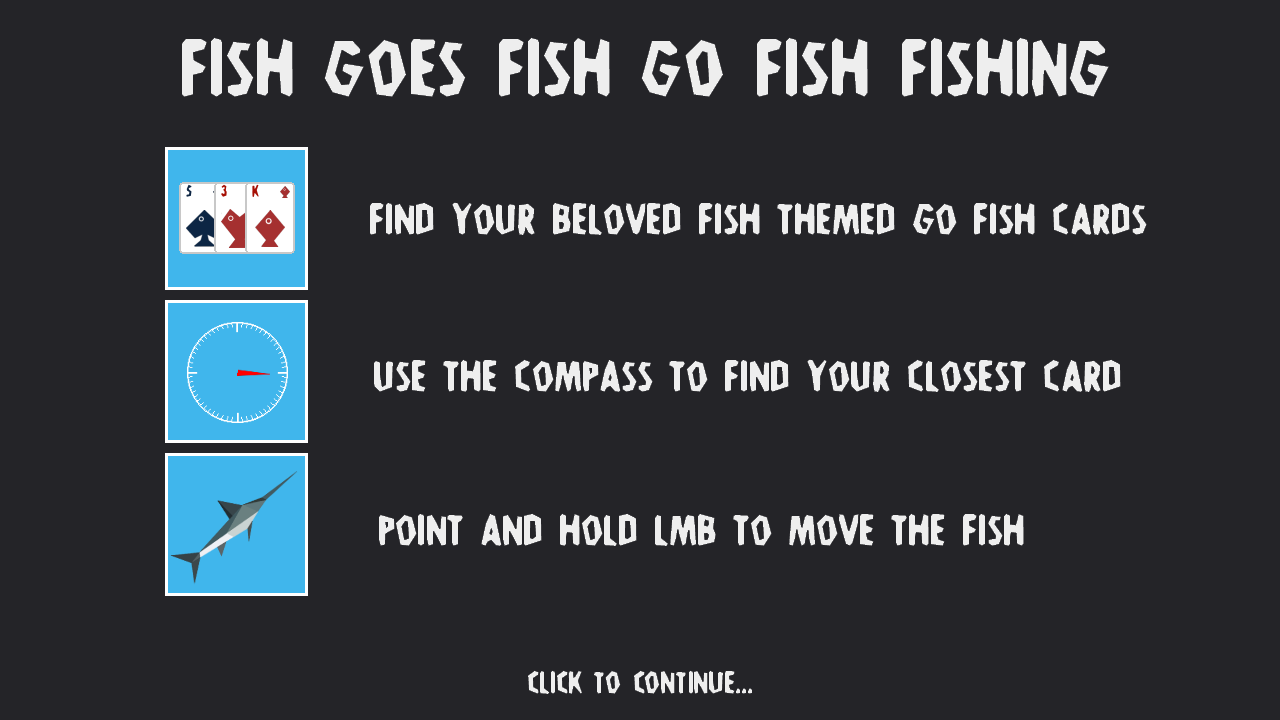 FISH GOES FISH GO FISH FISHING
5 3 K
FIND YOUR BELOVED FISH THEMED GO FISH CARDS
USE THE COMPASS TO FIND YOUR CLOSEST CARD
POINT AND HOLD LMB TO MOVE THE FISH
CLICK TO CONTINUE...